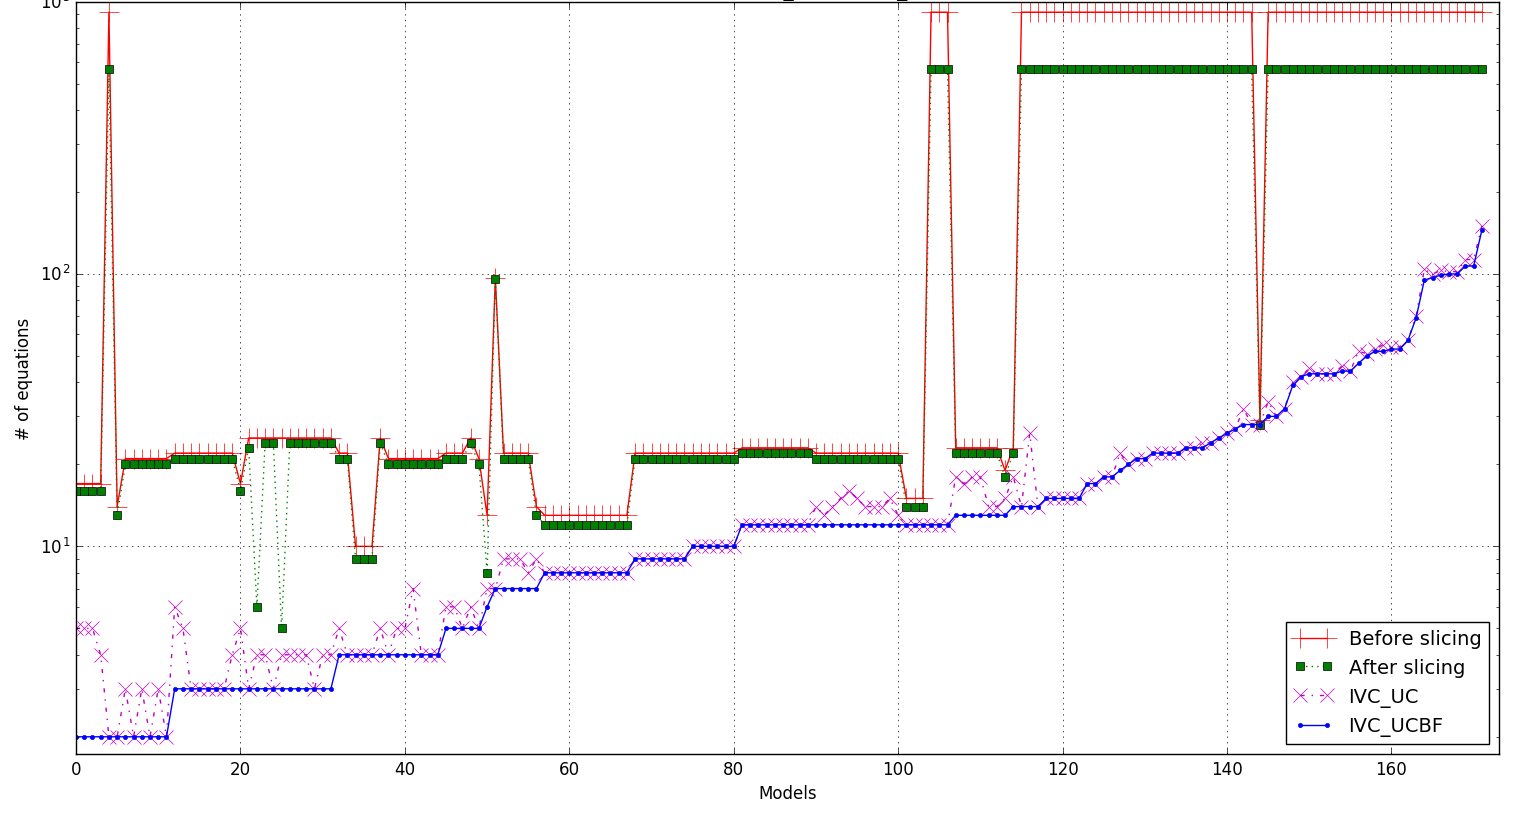 10³
10²
10¹
# of equations
0 20 40 60 80 100 120 140 160
Models
Before slicing
After slicing
IVC_UC
IVC_UCBF